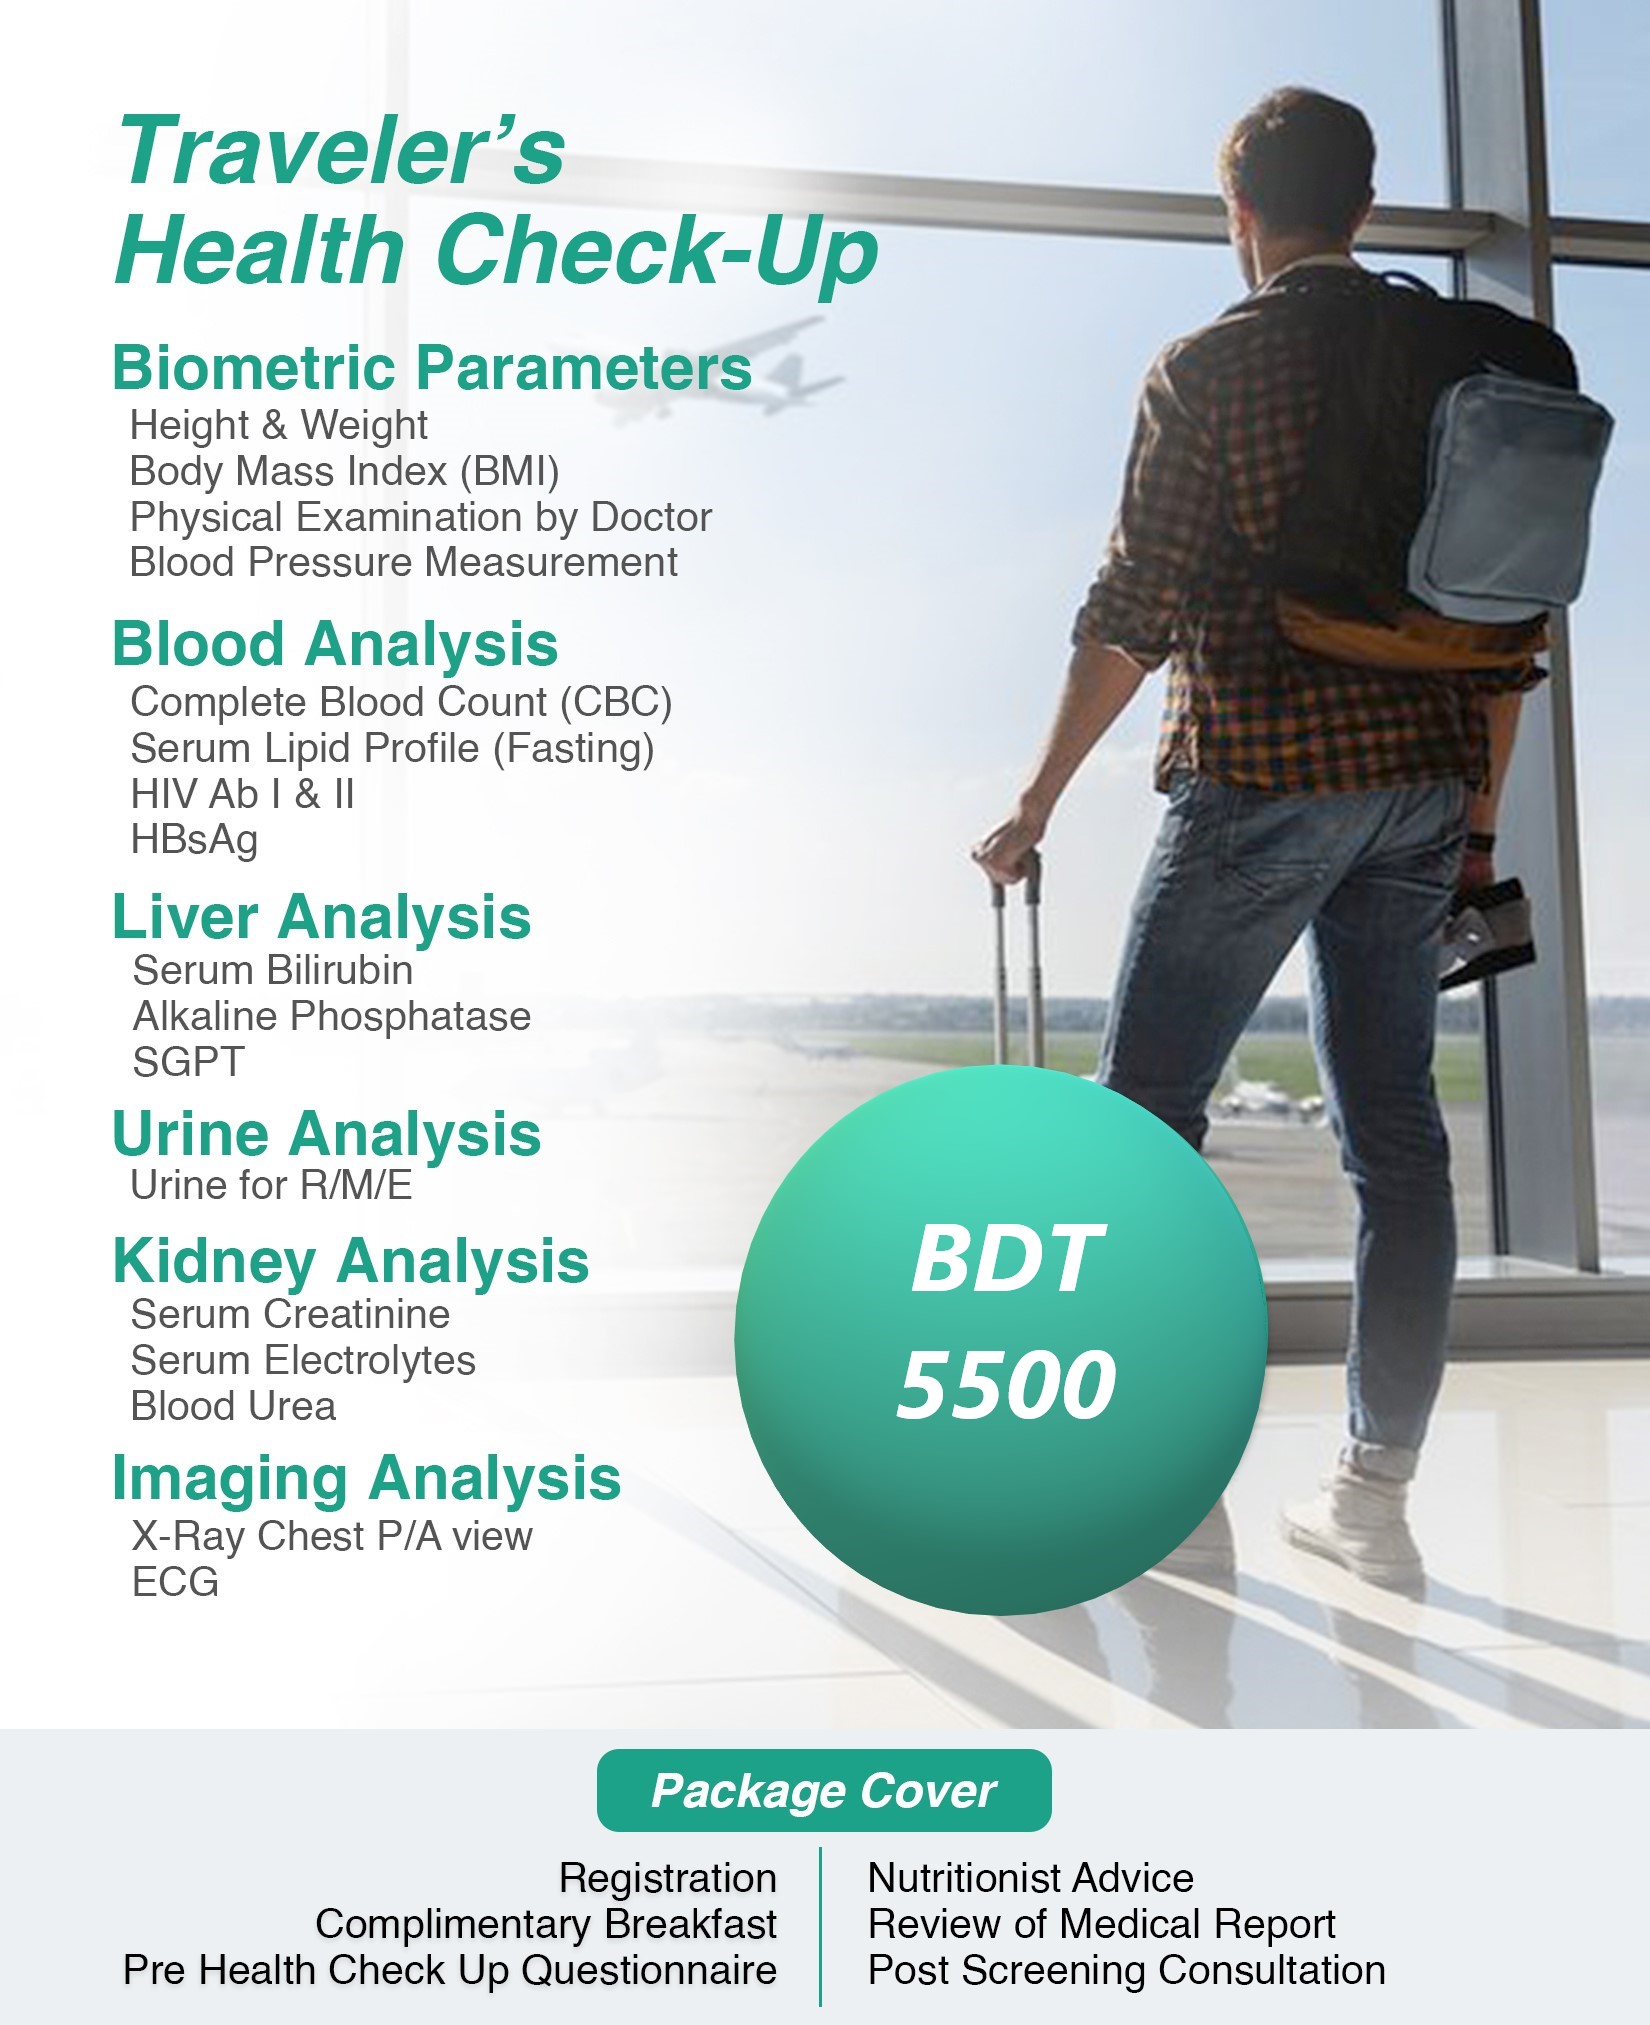 Traveler’s
Health Check-Up
Biometric Parameters
Height & Weight
Body Mass Index (BMI)
Physical Examination by Doctor
Blood Pressure Measurement
Blood Analysis
Complete Blood Count (CBC)
Serum Lipid Profile (Fasting)
HIV Ab I & II
HBsAg
Liver Analysis
Serum Bilirubin
Alkaline Phosphatase
SGPT
Urine Analysis
Urine for R/M/E
Kidney Analysis
Serum Creatinine
Serum Electrolytes
Blood Urea
Imaging Analysis
X-Ray Chest P/A view
ECG
BDT
5500
Package Cover
Registration
Complimentary Breakfast
Pre Health Check Up Questionnaire
Nutritionist Advice
Review of Medical Report
Post Screening Consultation